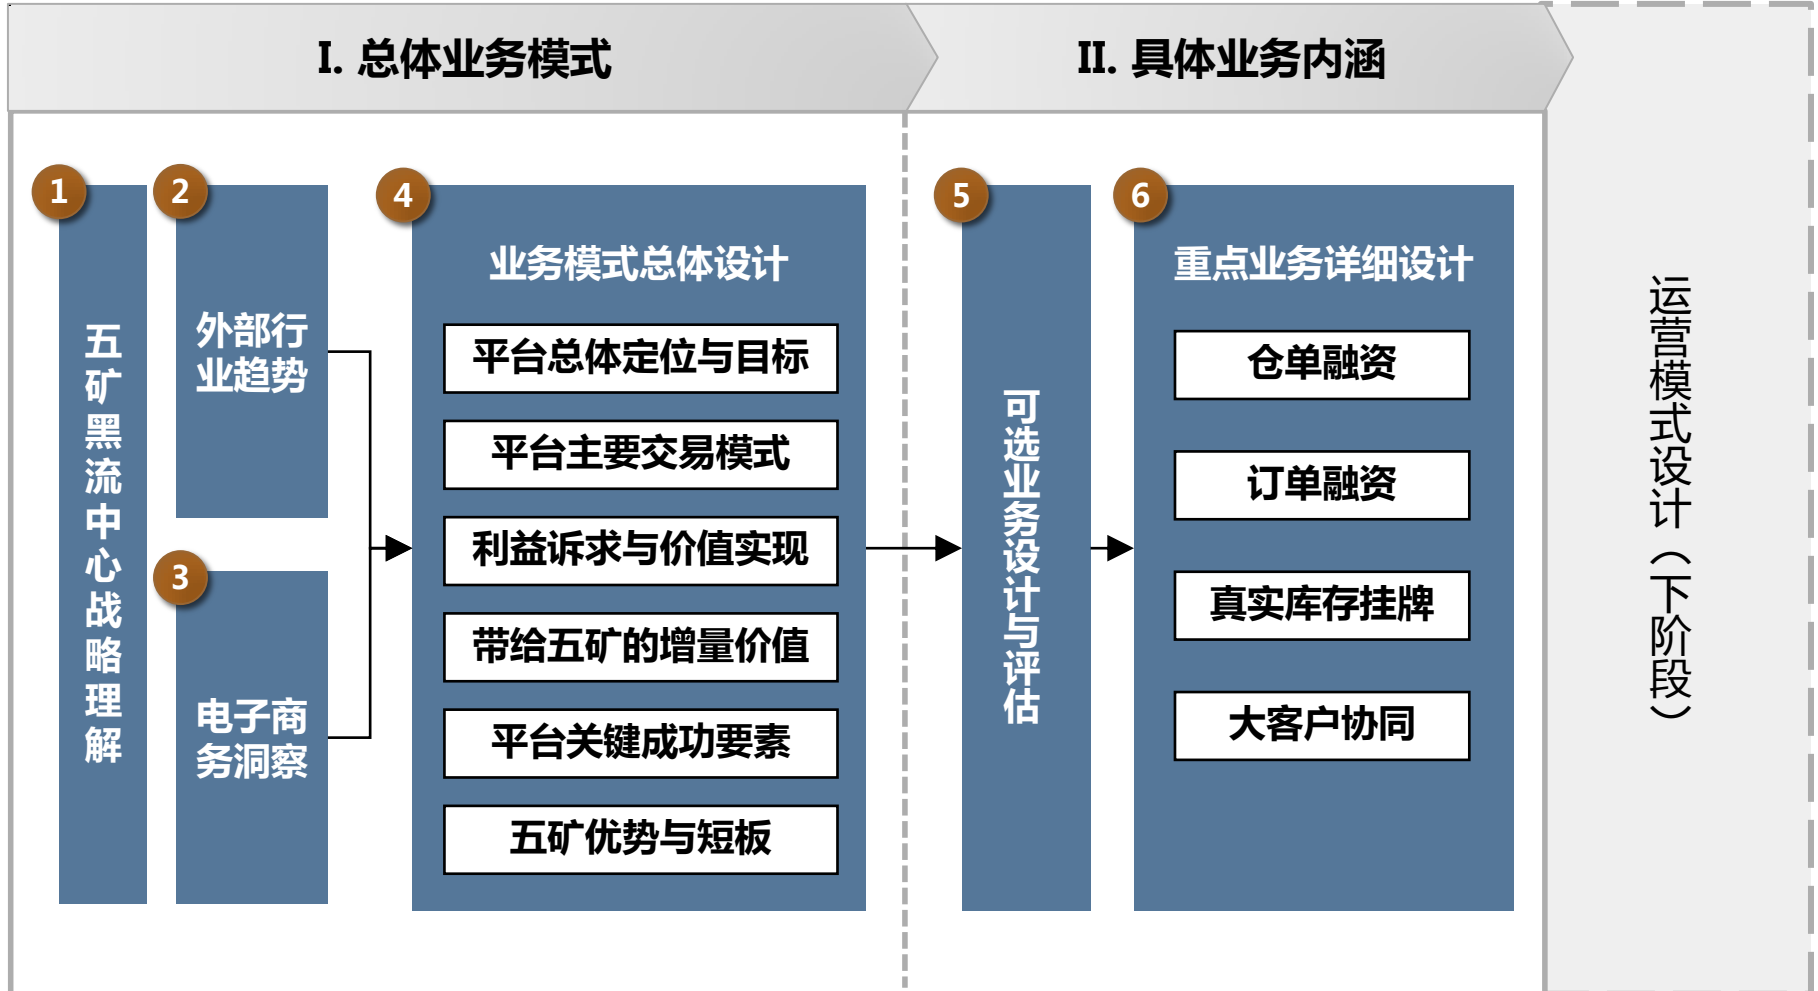 I. 总体业务模式
II. 具体业务内涵
1
五矿黑流中心战略理解
2
外部行
业趋势
3
电子商
务洞察
4
业务模式总体设计
平台总体定位与目标
平台主要交易模式
利益诉求与价值实现
带给五矿的增量价值
平台关键成功要素
五矿优势与短板
5
可选业务设计与评估
6
重点业务详细设计
仓单融资
订单融资
真实库存挂牌
大客户协同
运营模式设计（下阶段）